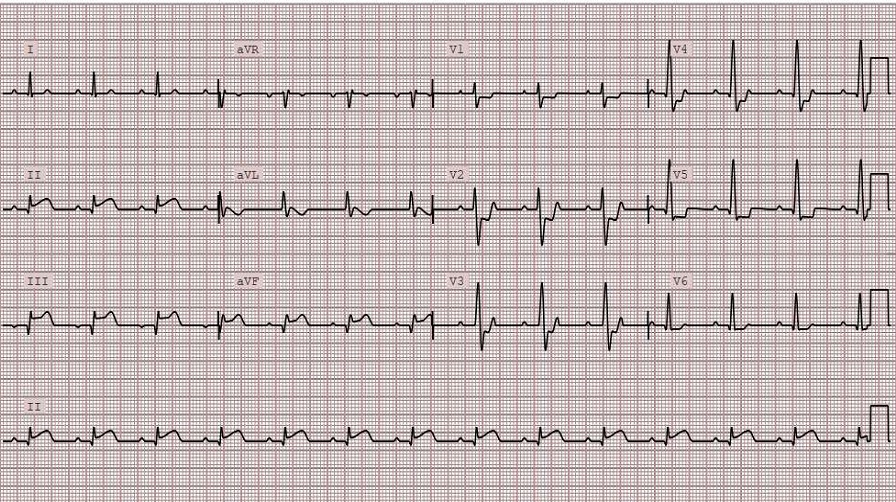 I aVR V1 V4
II aVL V2 V5
III aVF V3 V6
II